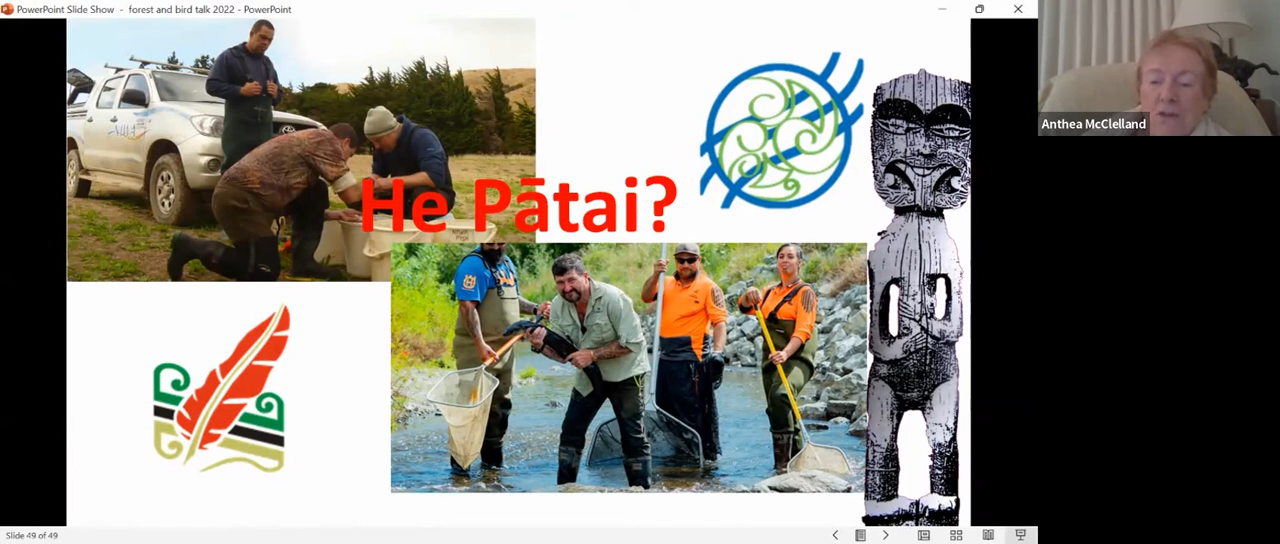 PowerPoint Slide Show - forest and bird talk 2022 - PowerPoint
Anthea McClelland
He Pātai?
Slide 49 of 49